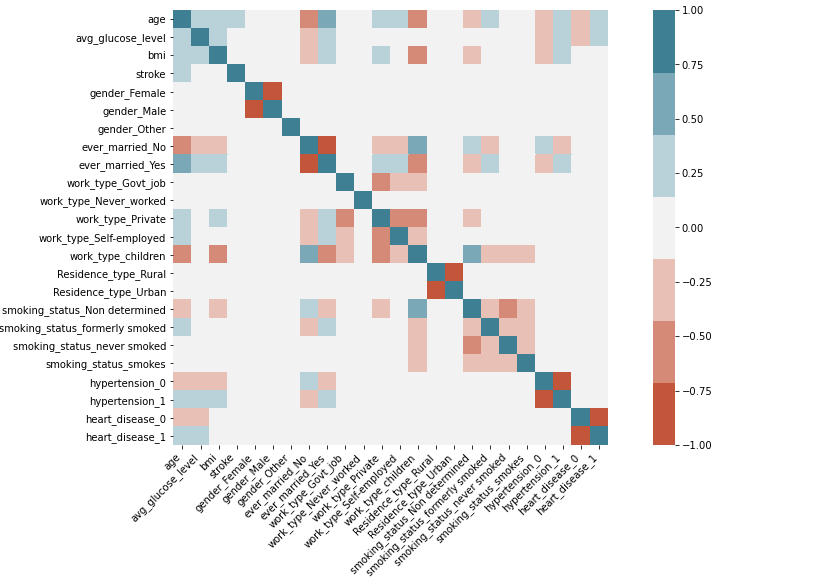 age
avg_glucose_level
bmi
stroke
gender_Female
gender_Male
gender_Other
ever_married_No
ever_married_Yes
work_type_Govt_job
work_type_Never_worked
work_type_Private
work_type_Self-employed
work_type_children
Residence_type_Rural
Residence_type_Urban
smoking_status_Non determined
smoking_status_formerly smoked
smoking_status_never smoked
smoking_status_smokes
hypertension_0
hypertension_1
heart_disease_0
heart_disease_1
age
avg_glucose_level
bmi
stroke
gender_Female
gender_Male
gender_Other
ever_married_No
ever_married_Yes
work_type_Govt_job
work_type_Never_worked
work_type_Private
work_type_Self-employed
work_type_children
Residence_type_Rural
Residence_type_Urban
smoking_status_Non determined
smoking_status_formerly smoked
smoking_status_never smoked
smoking_status_smokes
hypertension_0
hypertension_1
heart_disease_0
heart_disease_1
1.00
0.75
0.50
0.25
0.00
−0.25
−0.50
−0.75
−1.00